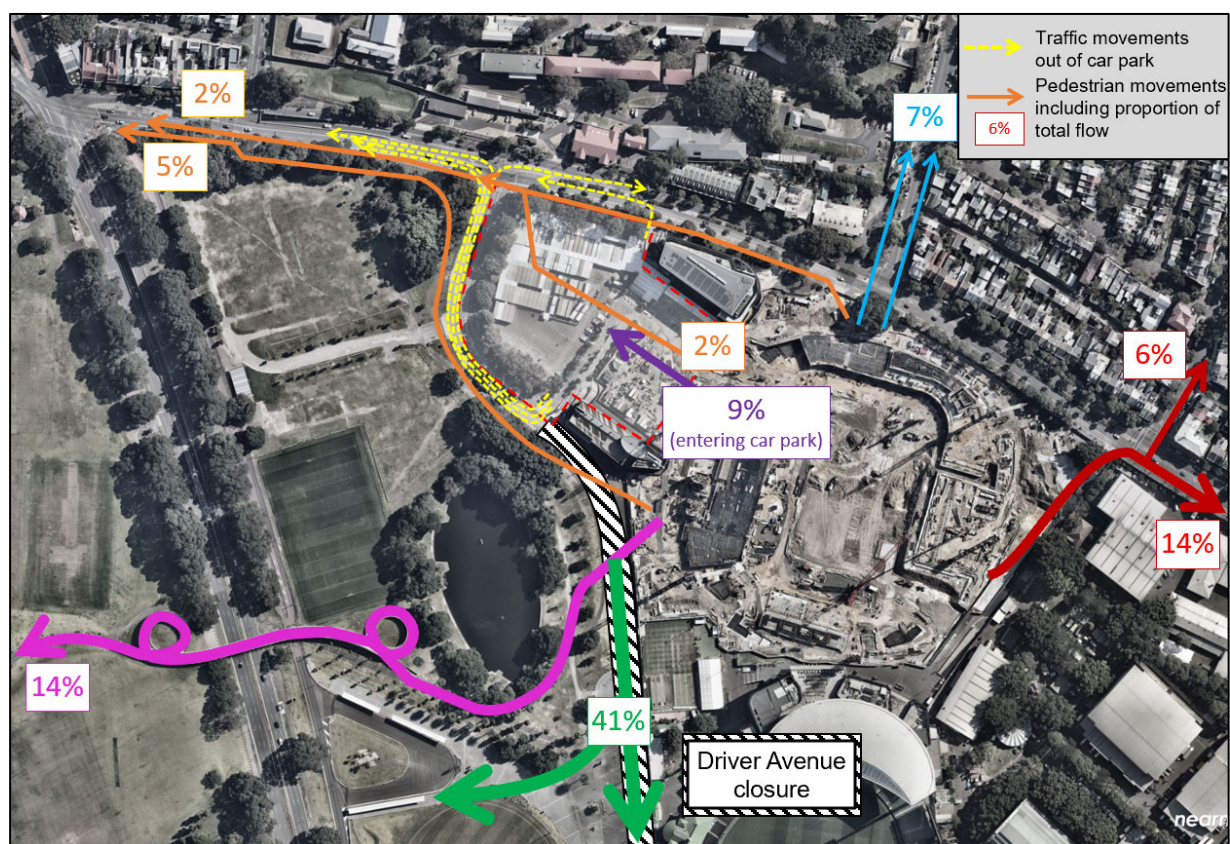 Traffic movements
out of car park
Pedestrian movements
including proportion of
total flow
6%
2%
5%
7%
2%
6%
9%
(entering car park)
14%
14%
41%
Driver Avenue
closure